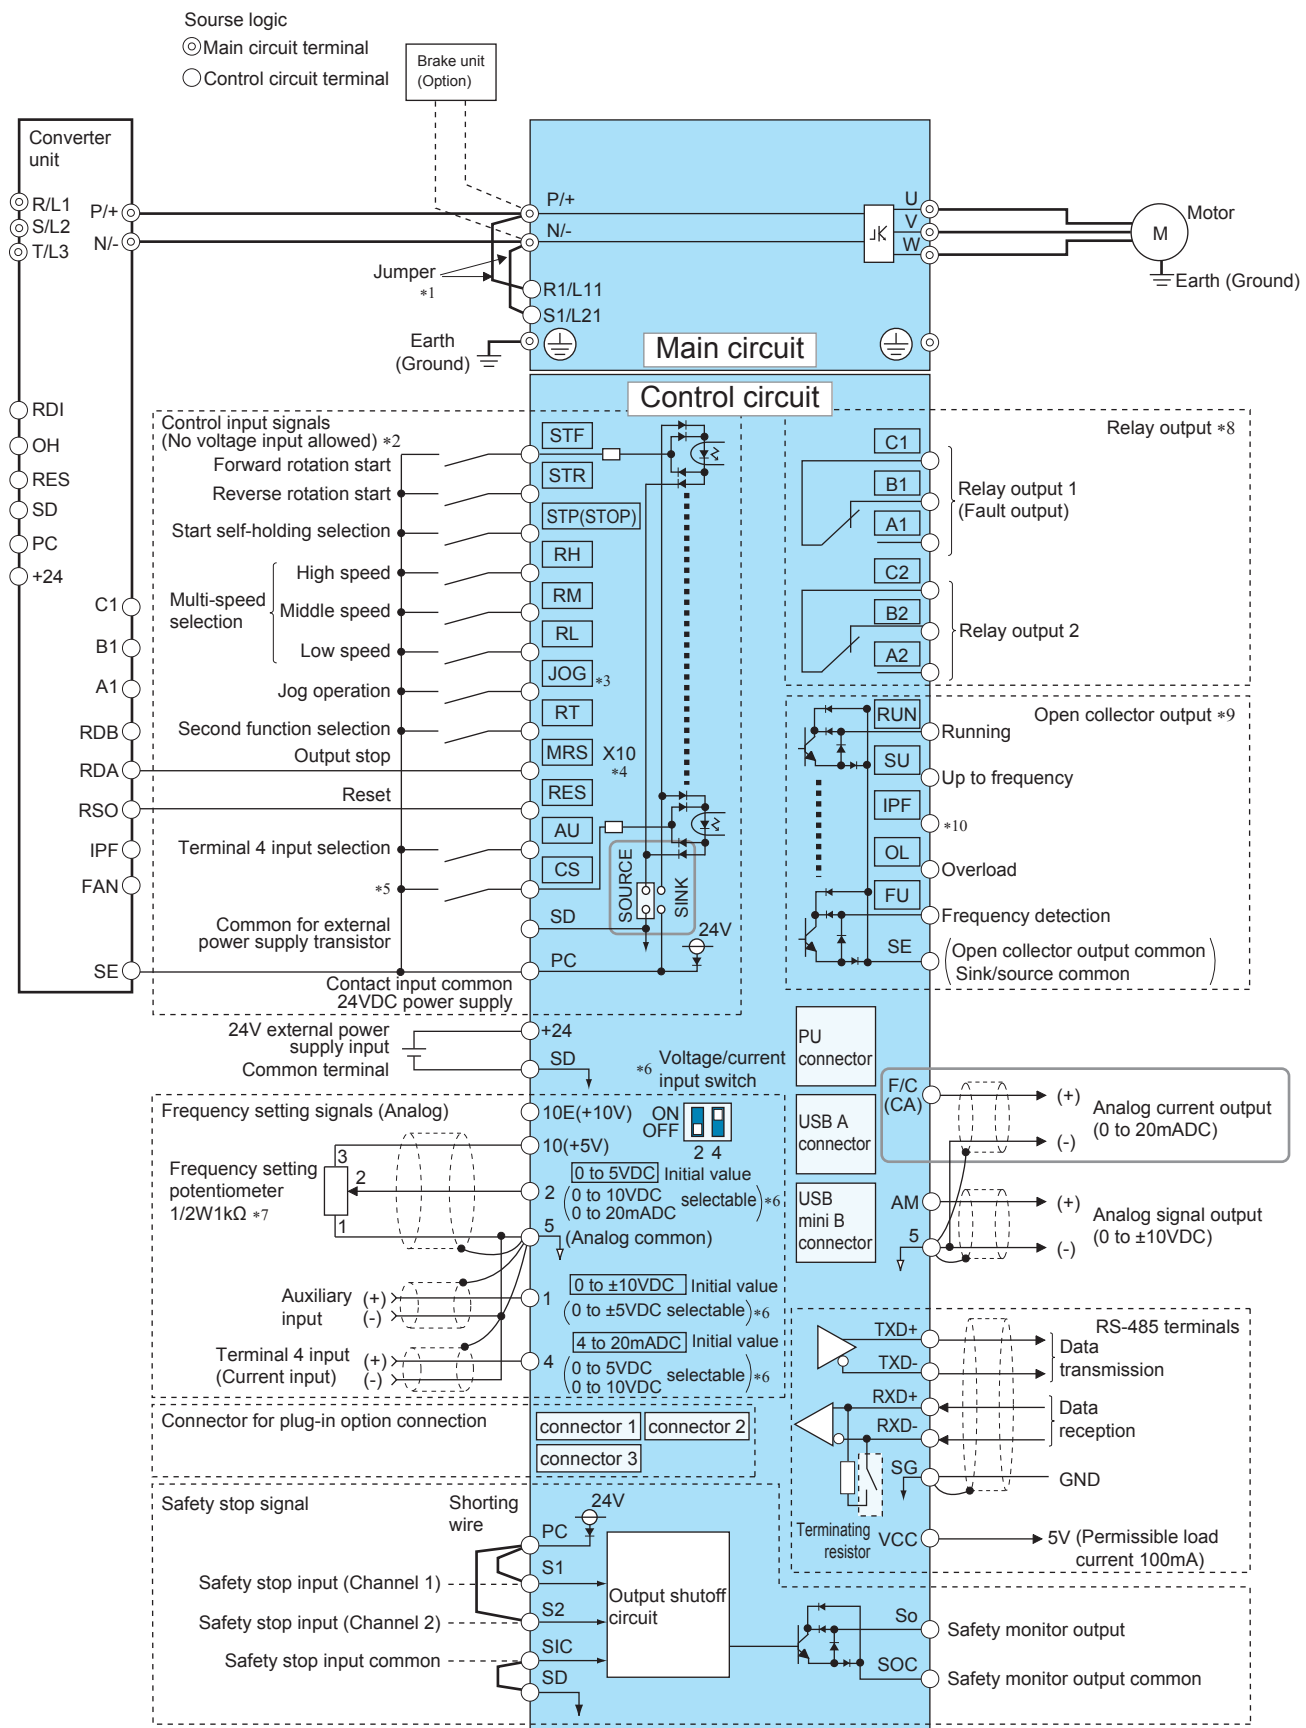 Sourse logic
Main circuit terminal
Control circuit terminal
Brake unit
(Option)
Converter
unit
R/L1
S/L2
T/L3
P/+
N/-
P/+
N/-
U
V
W
Motor
M
Earth (Ground)
Jumper
*1
R1/L11
S1/L21
Earth
(Ground)
Main circuit
Control circuit
RDI
OH
RES
SD
PC
+24
C1
B1
A1
RDB
RDA
RSO
IPF
FAN
SE
Control input signals
(No voltage input allowed) *2
Forward rotation start
Reverse rotation start
Start self-holding selection
Multi-speed
selection
High speed
Middle speed
Low speed
Jog operation
Second function selection
Output stop
Reset
Terminal 4 input selection
*5
Common for external
power supply transistor
Contact input common
24VDC power supply
STF
STR
STP(STOP)
RH
RM
RL
JOG *3
RT
MRS X10
*4
RES
AU
CS
SD
PC
SOURCE
SINK
24V
Relay output *8
C1
B1
A1
Relay output 1
(Fault output)
C2
B2
A2
Relay output 2
Open collector output *9
RUN
Running
SU
Up to frequency
IPF
*10
OL
Overload
FU
Frequency detection
SE
Open collector output common
Sink/source common
24V external power
supply input
Common terminal
+24
SD
*6 Voltage/current
input switch
ON
OFF
2 4
PU
connector
USB A
connector
USB
mini B
connector
F/C
(CA)
(+)
(-)
Analog current output
(0 to 20mADC)
AM
5
(+)
(-)
Analog signal output
(0 to ±10VDC)
Frequency setting signals (Analog)
Frequency setting
potentiometer
1/2W1kΩ *7
3
2
1
10E(+10V)
10(+5V)
2
0 to 5VDC Initial value
(0 to 10VDC
0 to 20mADC selectable) *6
5
(Analog common)
Auxiliary
input
(+)
(-)
1
0 to ±10VDC Initial value
(0 to ±5VDC selectable) *6
Terminal 4 input
(Current input)
(+)
(-)
4
4 to 20mADC Initial value
(0 to 5VDC
0 to 10VDC selectable) *6
RS-485 terminals
TXD+
TXD-
Data
transmission
RXD+
RXD-
Data
reception
SG
GND
Terminating
resistor
VCC
5V (Permissible load
current 100mA)
Connector for plug-in option connection
connector 1
connector 2
connector 3
Safety stop signal
Shorting
wire
24V
PC
S1
S2
SIC
SD
Safety stop input (Channel 1)
Safety stop input (Channel 2)
Safety stop input common
Output shutoff
circuit
So
SOC
Safety monitor output
Safety monitor output common